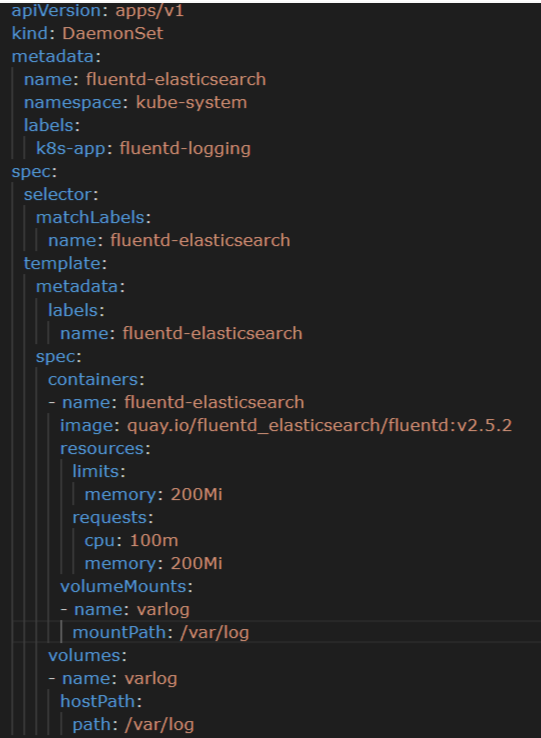 apiVersion: apps/v1
kind: DaemonSet
metadata:
  name: fluentd-elasticsearch
  namespace: kube-system
  labels:
    k8s-app: fluentd-logging
spec:
  selector:
    matchLabels:
      name: fluentd-elasticsearch
  template:
    metadata:
      labels:
        name: fluentd-elasticsearch
    spec:
      containers:
      - name: fluentd-elasticsearch
        image: quay.io/fluentd_elasticsearch/fluentd:v2.5.2
        resources:
          limits:
            memory: 200Mi
          requests:
            cpu: 100m
            memory: 200Mi
        volumeMounts:
        - name: varlog
          mountPath: /var/log
      volumes:
      - name: varlog
        hostPath:
          path: /var/log